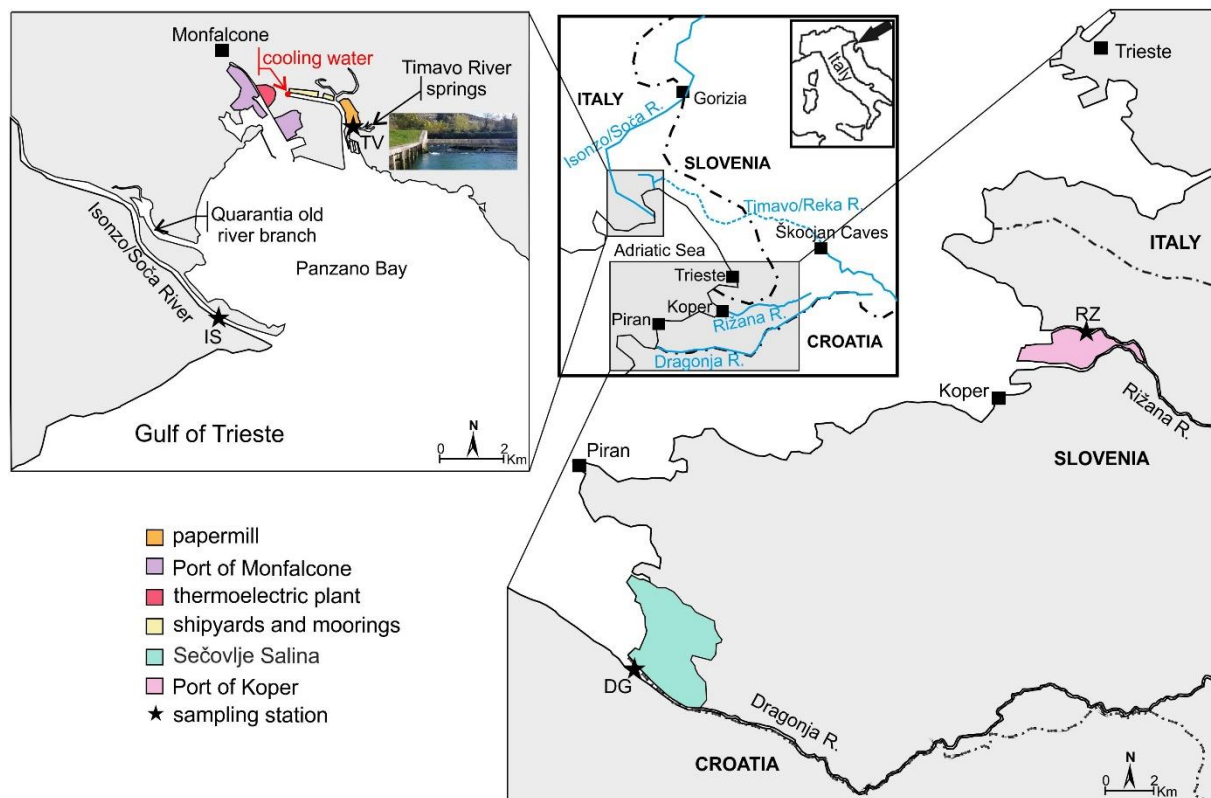 Monfalcone
cooling water
Timavo River
springs
TV
Quarantia old
river branch
Isonzo/Soča River
Panzano Bay
IS
Gulf of Trieste
N
0 2
Km
ITALY
Gorizia
Isonzo/Soča R.
SLOVENIA
Timavo/Reka R.
Škocjan Caves
Adriatic Sea
Trieste
Koper
Rižana R.
Piran
CROATIA
Dragonja R.
Italy
Trieste
ITALY
RZ
Koper
Rižana R.
SLOVENIA
Piran
DG
Dragonja R.
CROATIA
N
0 2
Km
papermill
Port of Monfalcone
thermoelectric plant
shipyards and moorings
Sečovlje Salina
Port of Koper
sampling station